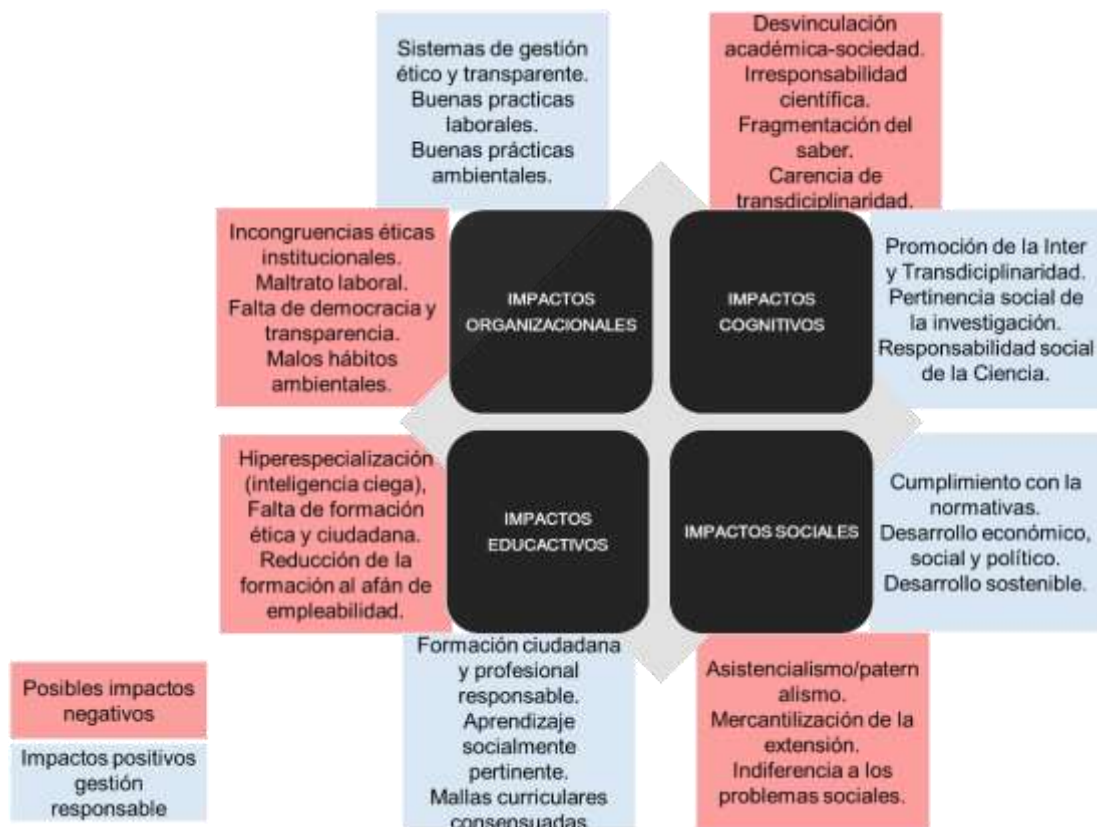 Sistemas de gestión
ético y transparente.
Buenas practicas
laborales.
Buenas prácticas
ambientales.
Desvinculación
académica-sociedad.
Irresponsabilidad
científica.
Fragmentación del
saber.
Carencia de
transdiciplinaridad.
Incongruencias éticas
institucionales.
Maltrato laboral.
Falta de democracia y
transparencia.
Malos hábitos
ambientales.
IMPACTOS
ORGANIZACIONALES
IMPACTOS
COGNITIVOS
Promoción de la Inter
y Transdiciplinaridad.
Pertinencia social de
la investigación.
Responsabilidad social
de la Ciencia.
Hiperespecialización
(inteligencia ciega),
Falta de formación
ética y ciudadana.
Reducción de la
formación al afán de
empleabilidad.
IMPACTOS
EDUCACTIVOS
IMPACTOS SOCIALES
Cumplimiento con la
normativas.
Desarrollo económico,
social y político.
Desarrollo sostenible.
Formación ciudadana
y profesional
responsable.
Aprendizaje
socialmente
pertinente.
Mallas curriculares
consensuadas
Asistencialismo/patern
alismo.
Mercantilización de la
extensión.
Indiferencia a los
problemas sociales.
Posibles impactos
negativos
Impactos positivos
gestión
responsable